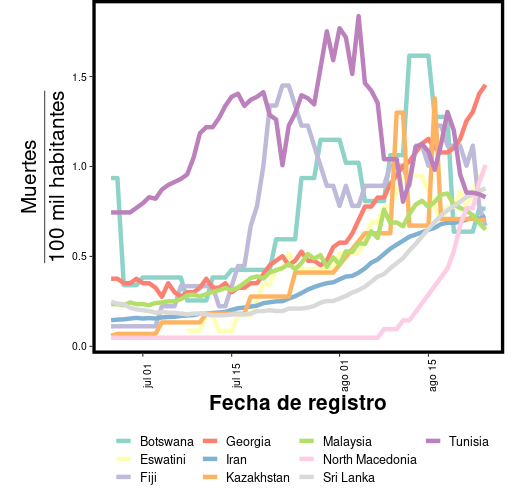 Muertes
100 mil habitantes
1.5
1.0
0.5
0.0
jul 01
jul 15
ago 01
ago 15
Fecha de registro
Botswana Georgia Malaysia Tunisia
Eswatini Iran North Macedonia
Fiji Kazakhstan Sri Lanka